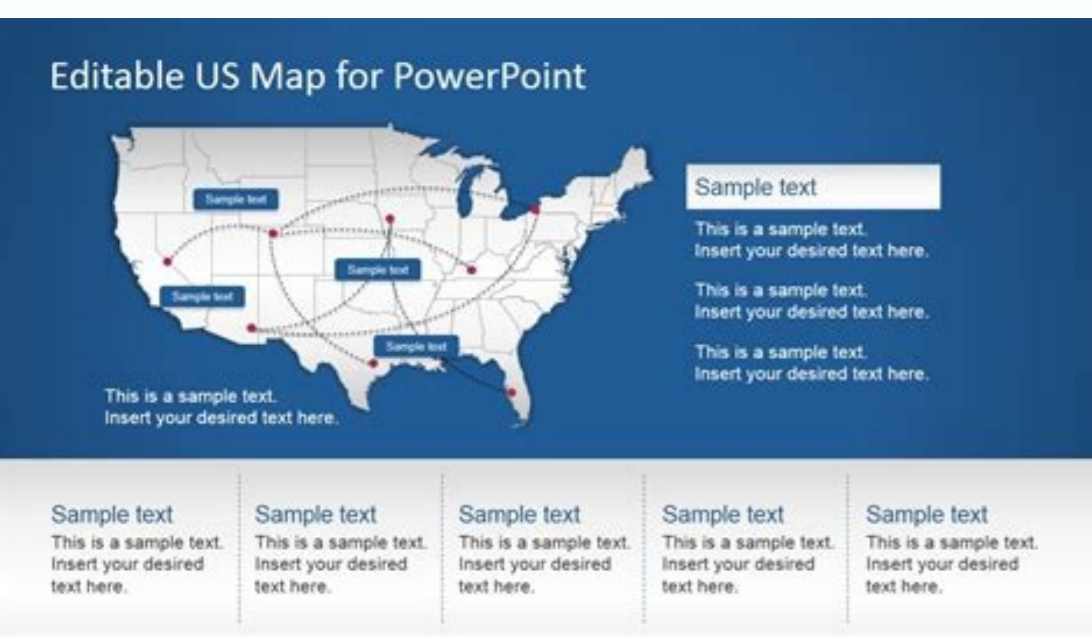 Editable US Map for PowerPoint
Sample text
Sample text
Sample text
Sample text
This is a sample text.
Insert your desired text here.
Sample text
This is a sample text.
Insert your desired text here.
This is a sample text.
Insert your desired text here.
This is a sample text.
Insert your desired text here.
Sample text
This is a sample text.
Insert your desired
text here.
Sample text
This is a sample text.
Insert your desired
text here.
Sample text
This is a sample text.
Insert your desired
text here.
Sample text
This is a sample text.
Insert your desired
text here.
Sample text
This is a sample text.
Insert your desired
text here.